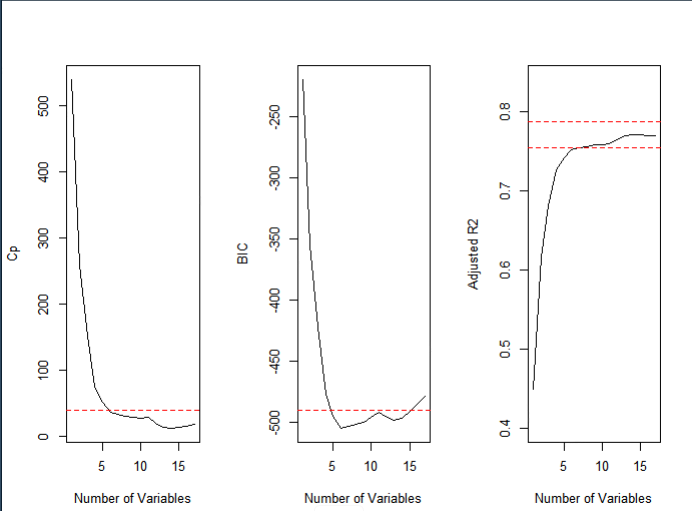 Cp
0 100 200 300 400 500
5 10 15
Number of Variables
BIC
-500 -450 -400 -350 -300 -250
5 10 15
Number of Variables
Adjusted R2
0.4 0.5 0.6 0.7 0.8
5 10 15
Number of Variables